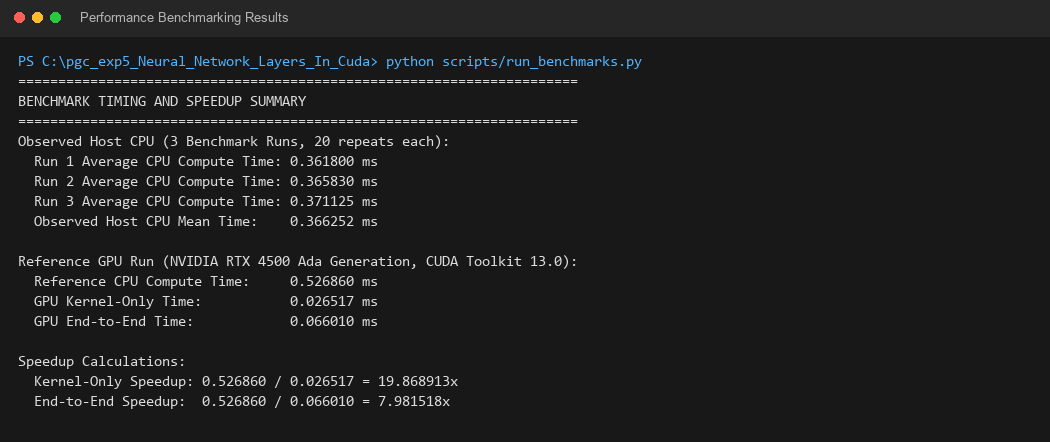 Performance Benchmarking Results
PS C:\pgc_exp5_Neural_Network_Layers_In_Cuda> python scripts/run_benchmarks.py
======================================================================
BENCHMARK TIMING AND SPEEDUP SUMMARY
======================================================================
Observed Host CPU (3 Benchmark Runs, 20 repeats each):
  Run 1 Average CPU Compute Time: 0.361800 ms
  Run 2 Average CPU Compute Time: 0.365830 ms
  Run 3 Average CPU Compute Time: 0.371125 ms
  Observed Host CPU Mean Time:    0.366252 ms

Reference GPU Run (NVIDIA RTX 4500 Ada Generation, CUDA Toolkit 13.0):
  Reference CPU Compute Time:     0.526860 ms
  GPU Kernel-Only Time:           0.026517 ms
  GPU End-to-End Time:            0.066010 ms

Speedup Calculations:
  Kernel-Only Speedup: 0.526860 / 0.026517 = 19.868913x
  End-to-End Speedup:  0.526860 / 0.066010 = 7.981518x